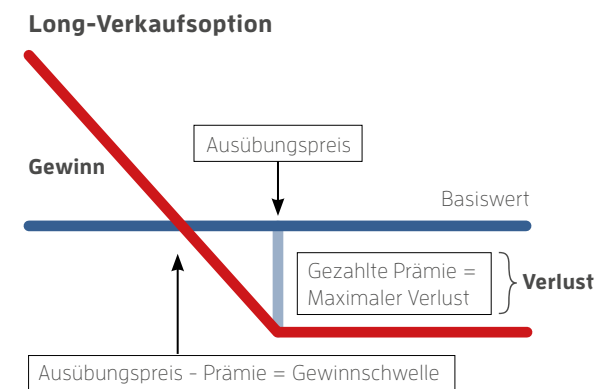 Long-Verkaufsoption
Ausübungspreis
Gewinn
Basiswert
Gezahlte Prämie =
Maximaler Verlust
Verlust
Ausübungspreis - Prämie = Gewinnschwelle